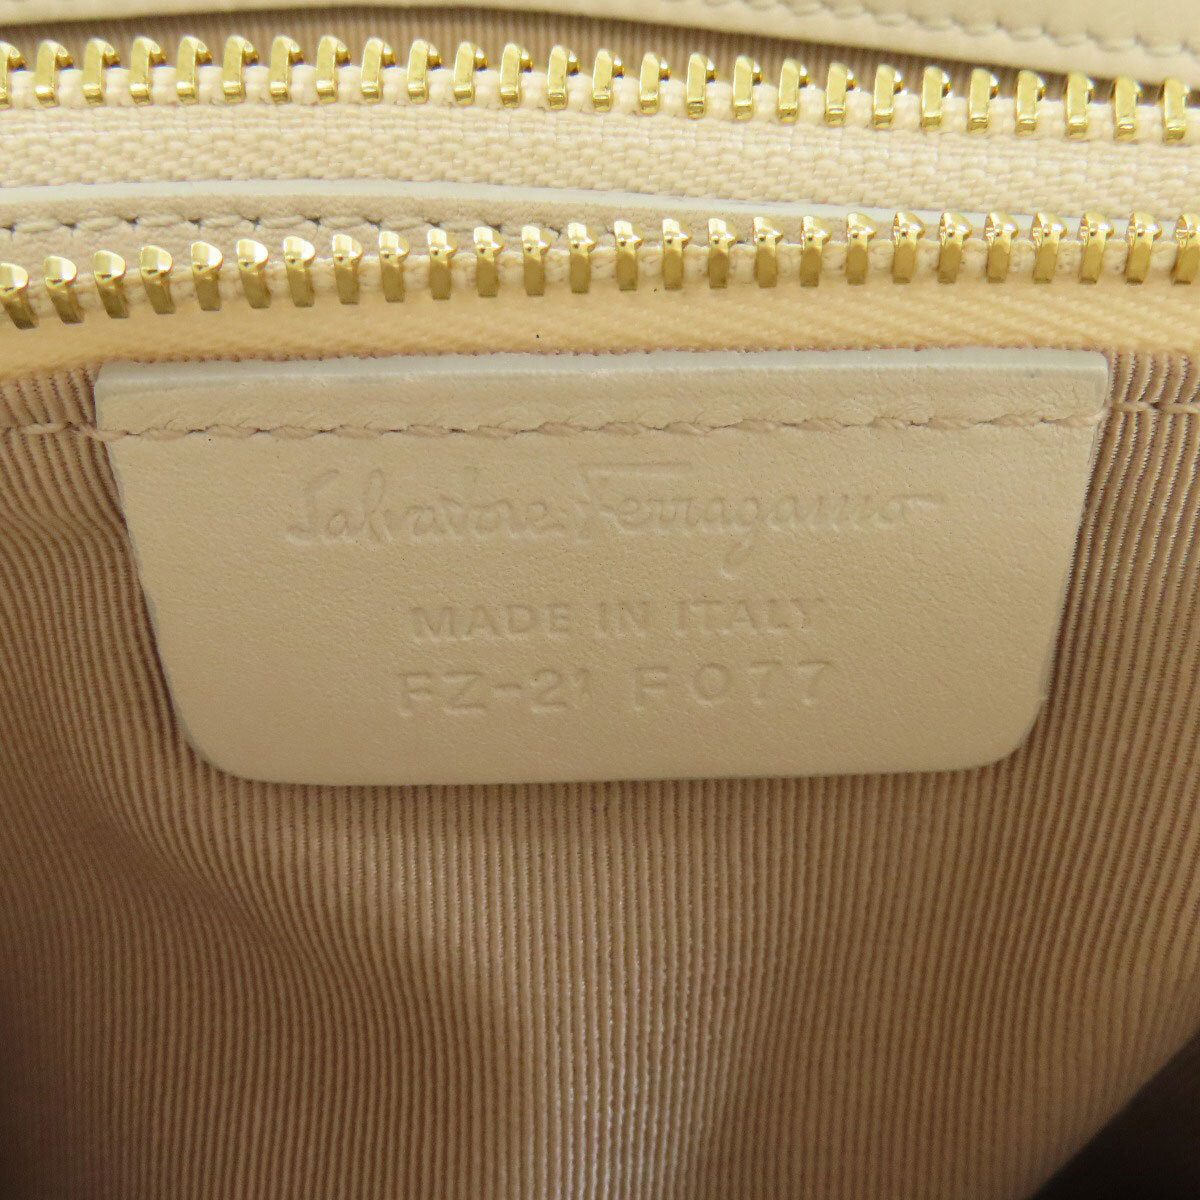 Salvatore Ferragamo
MADE IN ITALY
FZ-21 F077